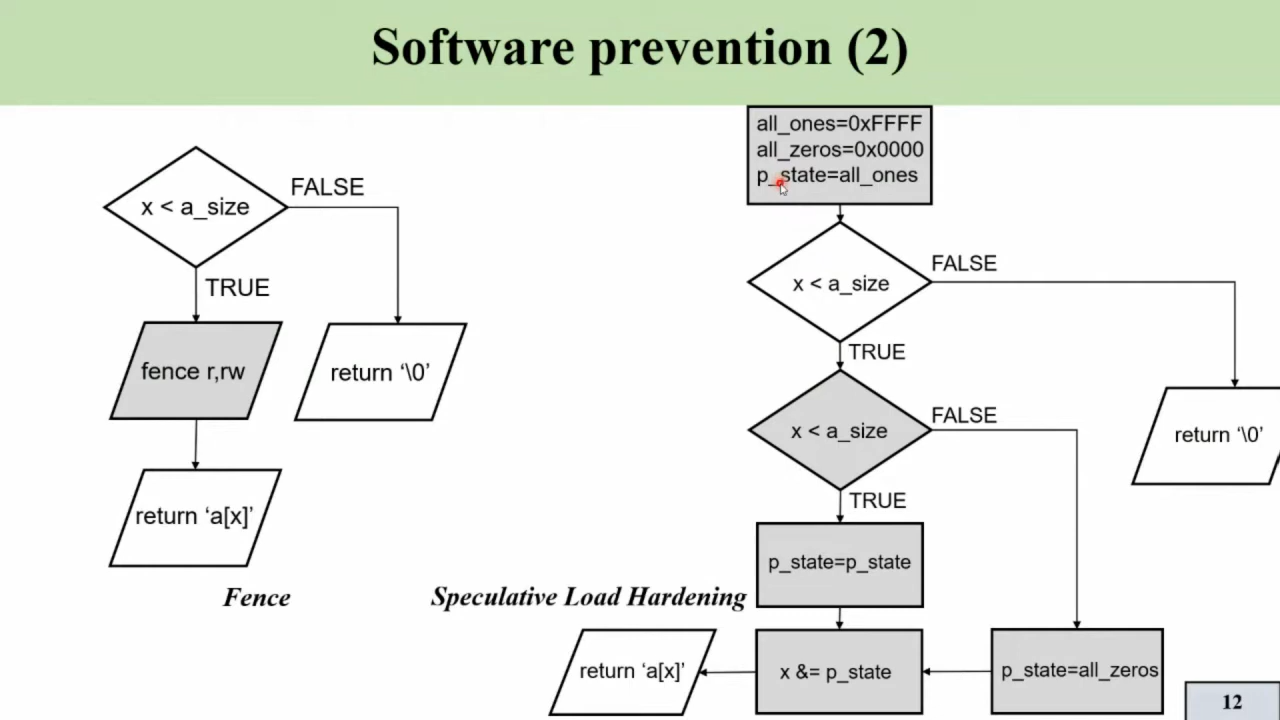 Software prevention (2)
x < a_size
FALSE
TRUE
fence r,rw
return ‘\0’
return ‘a[x]’
Fence
all_ones=0xFFFF
all_zeros=0x0000
p_state=all_ones
x < a_size
FALSE
TRUE
return ‘\0’
x < a_size
FALSE
TRUE
p_state=p_state
Speculative Load Hardening
return ‘a[x]’
x &= p_state
p_state=all_zeros
12